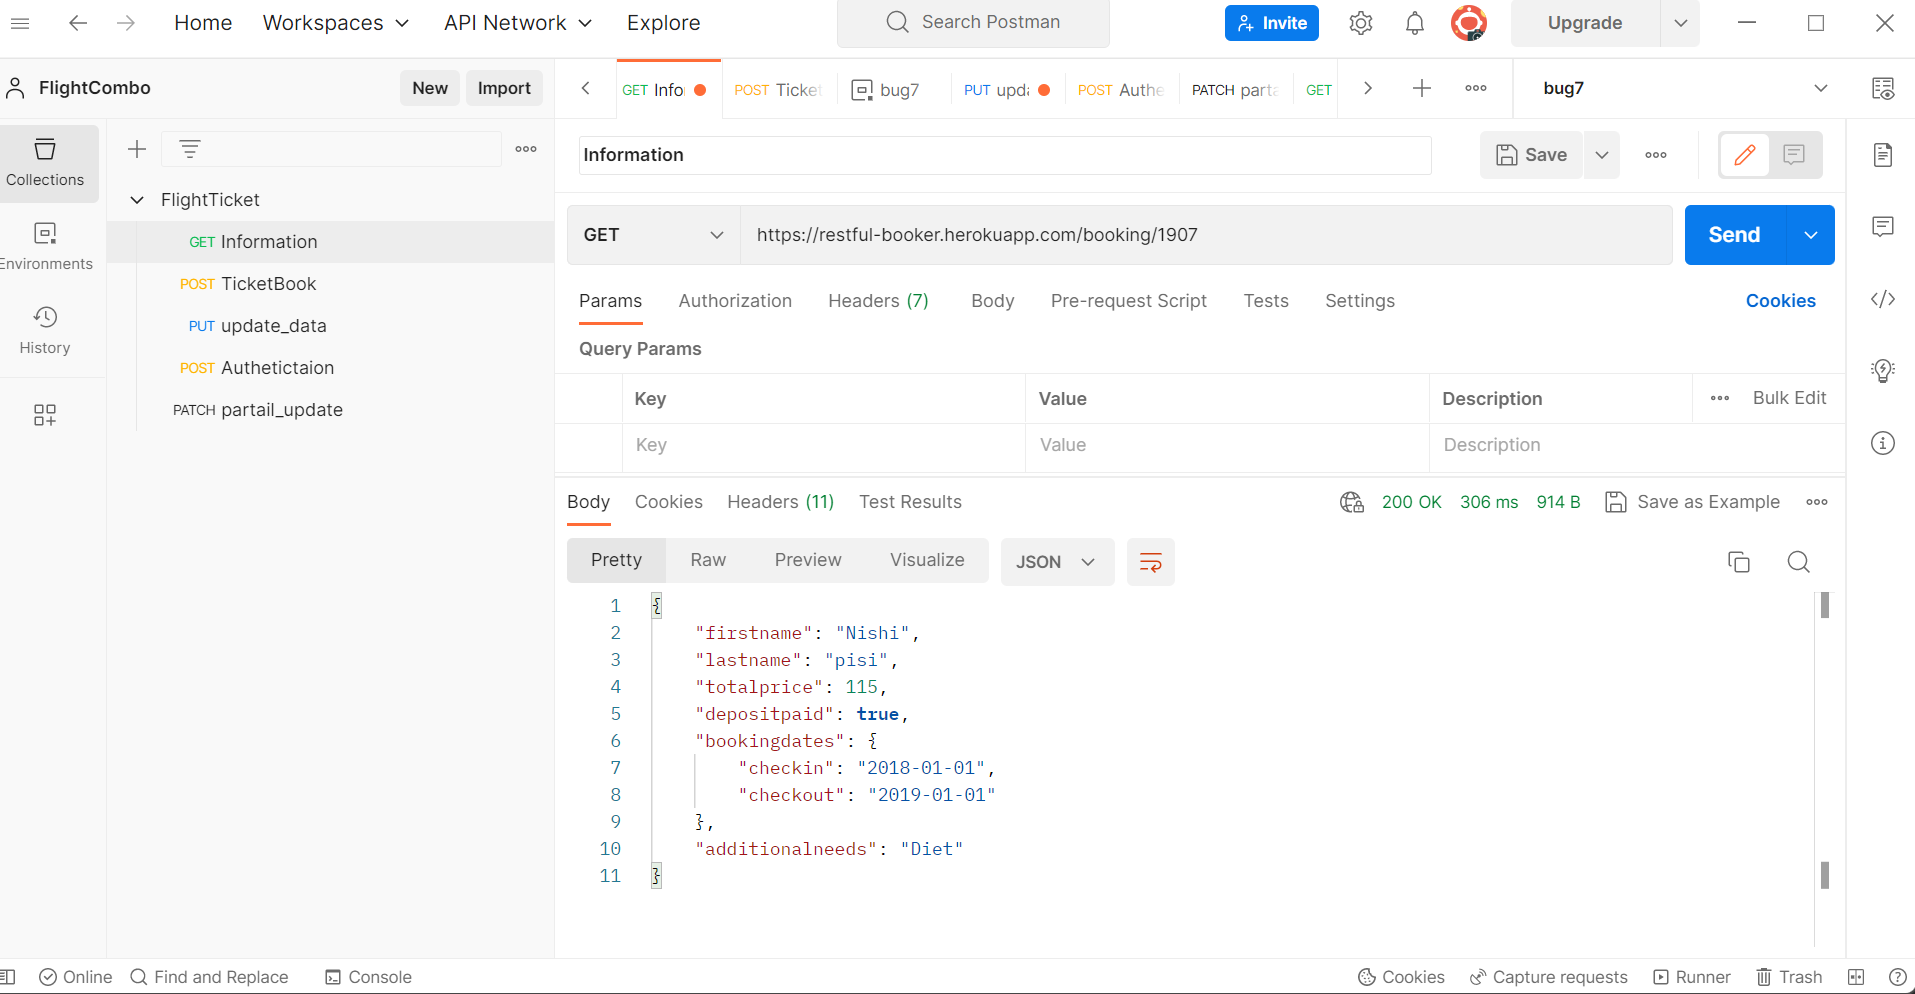 Home Workspaces API Network Explore Search Postman Invite Upgrade
FlightCombo New Import
GET Info POST Ticket bug7 PUT upda POST Authe PATCH parta GET bug7
Collections
Environments
History
FlightTicket
GET Information
POST TicketBook
PUT update_data
POST Authetictaion
PATCH partail_update
Information Save
GET https://restful-booker.herokuapp.com/booking/1907 Send
Params Authorization Headers (7) Body Pre-request Script Tests Settings Cookies
Query Params
Key Value Description Bulk Edit
Key Value Description
Body Cookies Headers (11) Test Results 200 OK 306 ms 914 B Save as Example
Pretty Raw Preview Visualize JSON
1 {
2 "firstname": "Nishi",
3 "lastname": "pisi",
4 "totalprice": 115,
5 "depositpaid": true,
6 "bookingdates": {
7 "checkin": "2018-01-01",
8 "checkout": "2019-01-01"
9 },
10 "additionalneeds": "Diet"
11 }
Online Find and Replace Console Cookies Capture requests Runner Trash